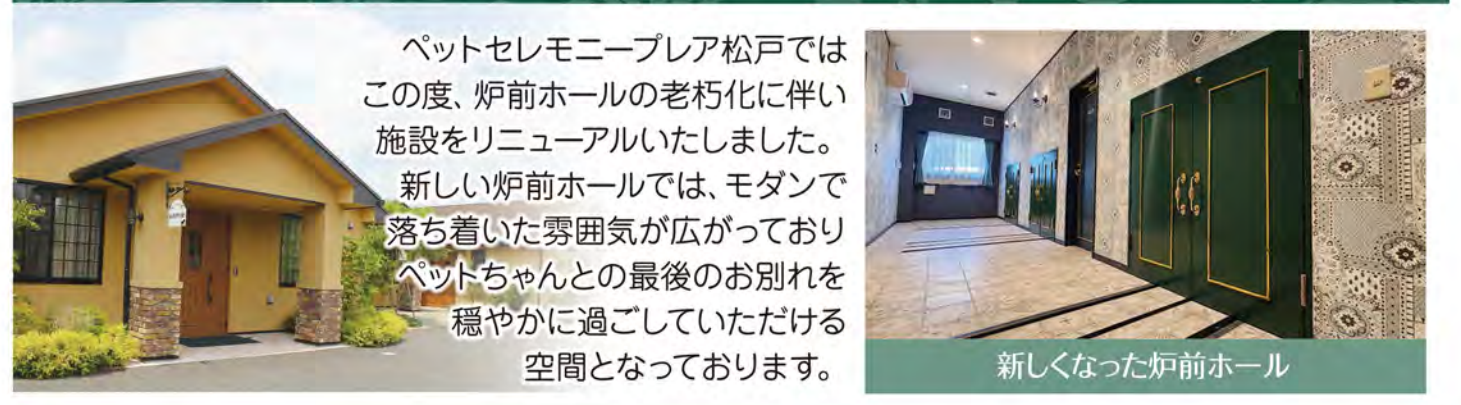 ペットセレモニープレア松戸では
この度、炉前ホールの老朽化に伴い
施設をリニューアルいたしました。
新しい炉前ホールでは、モダンで
落ち着いた雰囲気が広がっており
ペットちゃんとの最後のお別れを
穏やかに過ごしていただける
空間となっております。
新しくなった炉前ホール